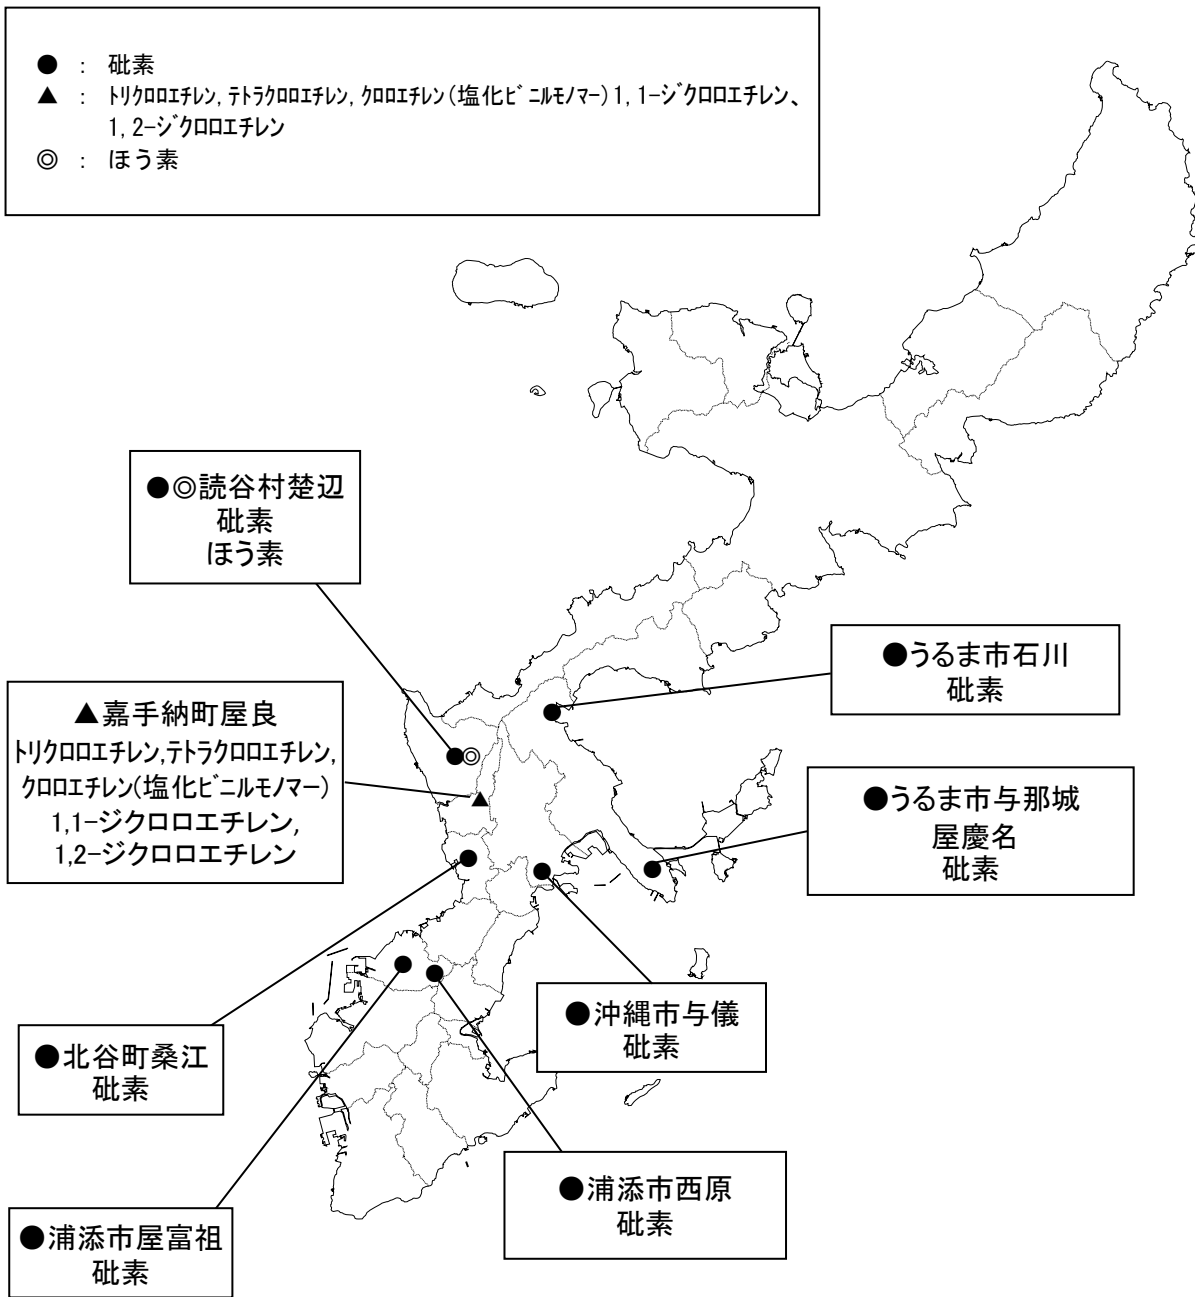 ● : 砒素
▲ : ﾄﾘｸﾛﾛｴﾁﾚﾝ, ﾃﾄﾗｸﾛﾛｴﾁﾚﾝ, ｸﾛﾛｴﾁﾚﾝ(塩化ﾋﾞﾆﾙﾓﾉﾏｰ) 1, 1-ｼﾞｸﾛﾛｴﾁﾚﾝ、
1, 2-ｼﾞｸﾛﾛｴﾁﾚﾝ
◎ : ほう素
●◎読谷村楚辺
砒素
ほう素
●うるま市石川
砒素
▲嘉手納町屋良
ﾄﾘｸﾛﾛｴﾁﾚﾝ,ﾃﾄﾗｸﾛﾛｴﾁﾚﾝ,
ｸﾛﾛｴﾁﾚﾝ(塩化ﾋﾞﾆﾙﾓﾉﾏｰ)
1,1-ジクロロエチレン,
1,2-ジクロロエチレン
●うるま市与那城
屋慶名
砒素
●沖縄市与儀
砒素
●北谷町桑江
砒素
●浦添市西原
砒素
●浦添市屋富祖
砒素